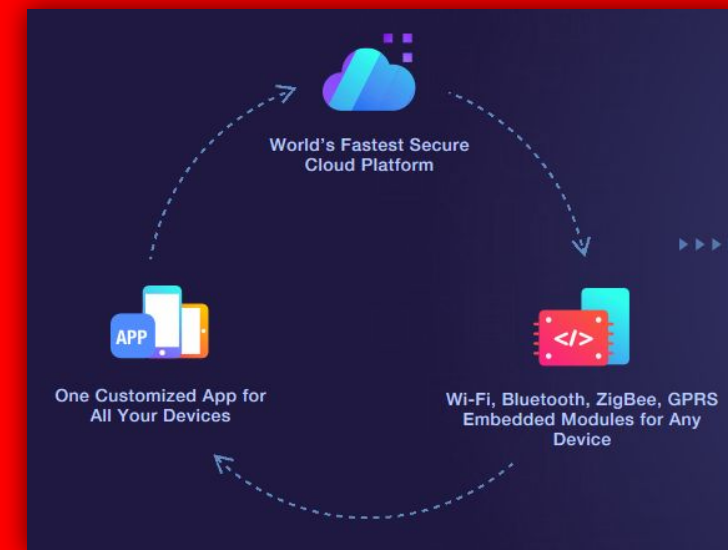 World's Fastest Secure
Cloud Platform
APP
</>
One Customized App for
All Your Devices
Wi-Fi, Bluetooth, ZigBee, GPRS
Embedded Modules for Any
Device